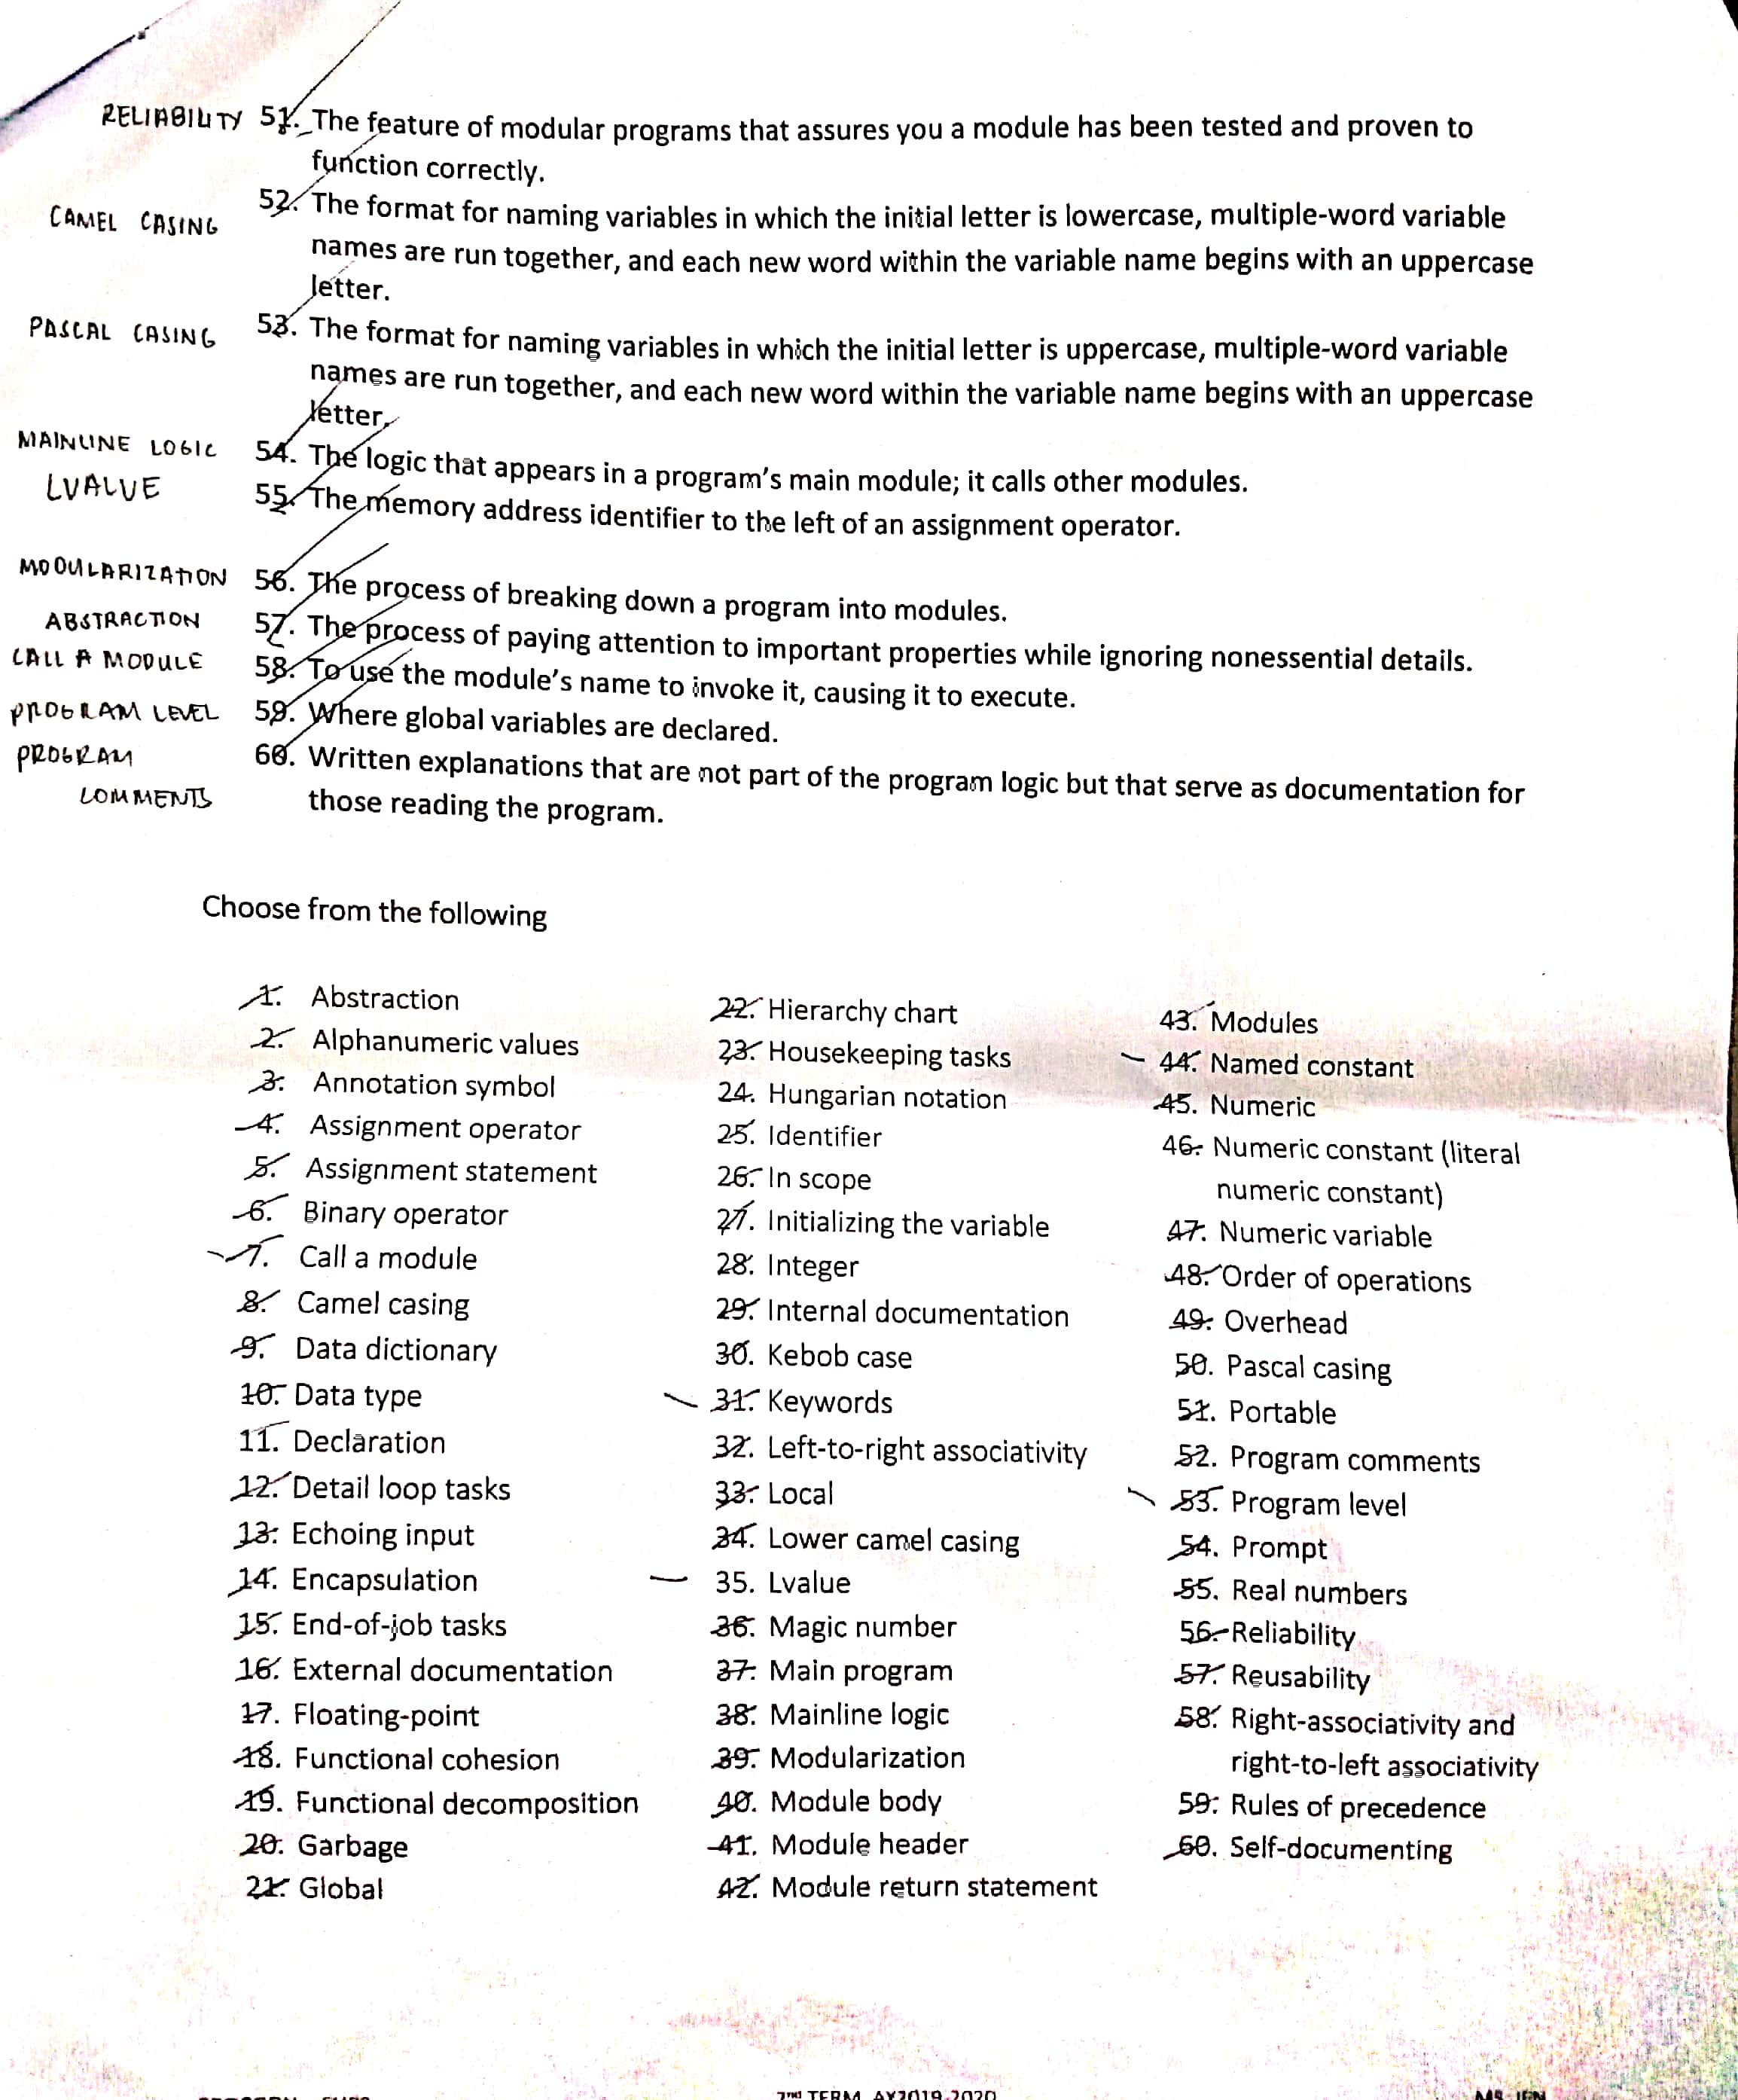 RELIABILITY 51. The feature of modular programs that assures you a module has been tested and proven to
function correctly.
CAMEL CASING 52. The format for naming variables in which the initial letter is lowercase, multiple-word variable
names are run together, and each new word within the variable name begins with an uppercase
letter.
PASCAL CASING 53. The format for naming variables in which the initial letter is uppercase, multiple-word variable
names are run together, and each new word within the variable name begins with an uppercase
letter.
MAINLINE LOGIC 54. The logic that appears in a program's main module; it calls other modules.
LVALUE 55. The memory address identifier to the left of an assignment operator.
MODULARIZATION 56. The process of breaking down a program into modules.
ABSTRACTION 57. The process of paying attention to important properties while ignoring nonessential details.
CALL A MODULE 58. To use the module's name to invoke it, causing it to execute.
PROGRAM LEVEL 59. Where global variables are declared.
PROGRAM 60. Written explanations that are not part of the program logic but that serve as documentation for
COMMENTS those reading the program.
Choose from the following
1. Abstraction
2. Alphanumeric values
3. Annotation symbol
4. Assignment operator
5. Assignment statement
6. Binary operator
7. Call a module
8. Camel casing
9. Data dictionary
10. Data type
11. Declaration
12. Detail loop tasks
13. Echoing input
14. Encapsulation
15. End-of-job tasks
16. External documentation
17. Floating-point
18. Functional cohesion
19. Functional decomposition
20. Garbage
21. Global
22. Hierarchy chart
23. Housekeeping tasks
24. Hungarian notation
25. Identifier
26. In scope
27. Initializing the variable
28. Integer
29. Internal documentation
30. Kebob case
31. Keywords
32. Left-to-right associativity
33. Local
34. Lower camel casing
35. Lvalue
36. Magic number
37. Main program
38. Mainline logic
39. Modularization
40. Module body
41. Module header
42. Module return statement
43. Modules
44. Named constant
45. Numeric
46. Numeric constant (literal
numeric constant)
47. Numeric variable
48. Order of operations
49. Overhead
50. Pascal casing
51. Portable
52. Program comments
53. Program level
54. Prompt
55. Real numbers
56. Reliability
57. Reusability
58. Right-associativity and
right-to-left associativity
59. Rules of precedence
60. Self-documenting
TERM, AY2019-2020